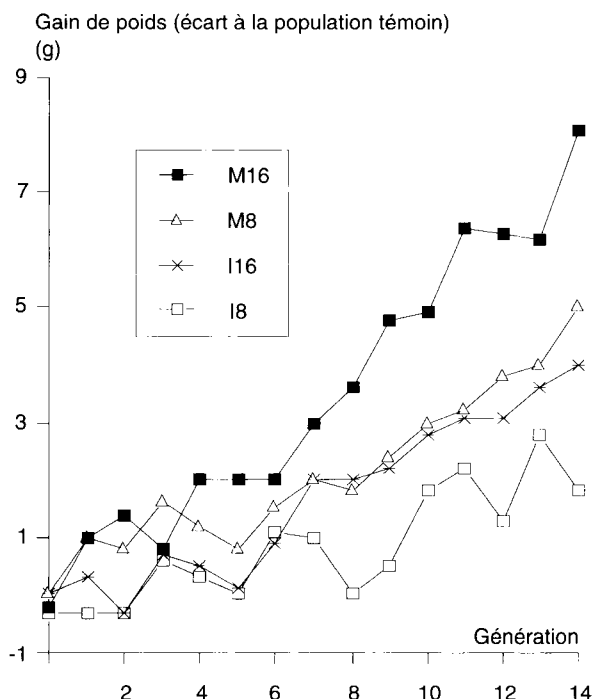 Gain de poids (écart à la population témoin)
(g)
9
7
5
3
1
-1
M16
M8
I16
I8
Génération
2 4 6 8 10 12 14